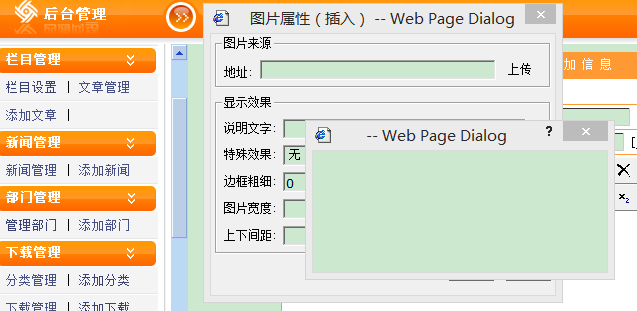 后台管理
图片属性（插入） -- Web Page Dialog
栏目管理
栏目设置 | 文章管理
添加文章 |
新闻管理
新闻管理 | 添加新闻
部门管理
管理部门 | 添加部门
下载管理
分类管理 | 添加分类
下载管理 | 添加下载
图片来源
地址:
上传
显示效果
说明文字:
特殊效果: 无
边框粗细: 0
图片宽度:
上下间距:
-- Web Page Dialog
?
加信息
[
x₂